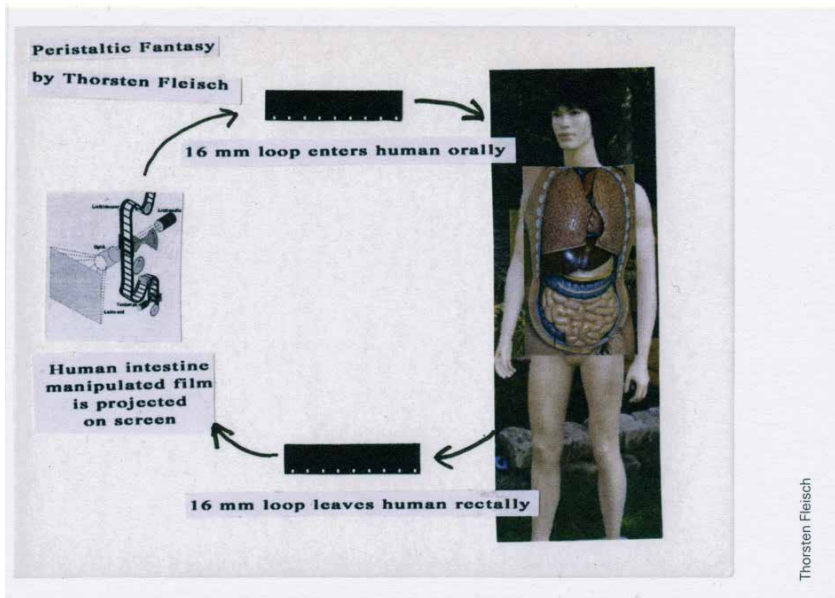 Peristaltic Fantasy
by Thorsten Fleisch
16 mm loop enters human orally
Human intestine
manipulated film
is projected
on screen
16 mm loop leaves human rectally
Thorsten Fleisch